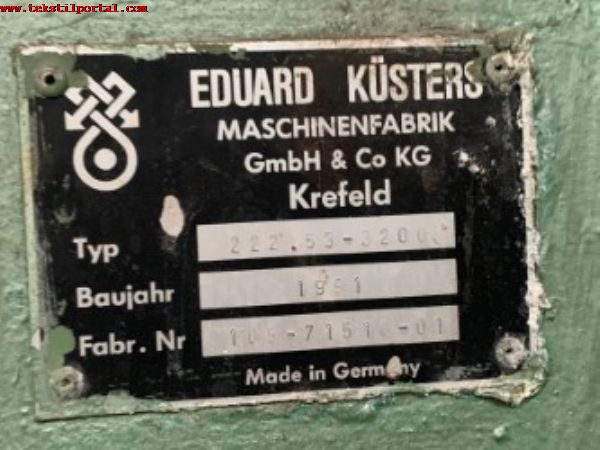 www.tekstilportal.com
EDUARD KÜSTERS
MASCHINENFABRIK
GmbH & Co KG
Krefeld
Typ
Baujahr 1991
Fabr. Nr
Made in Germany